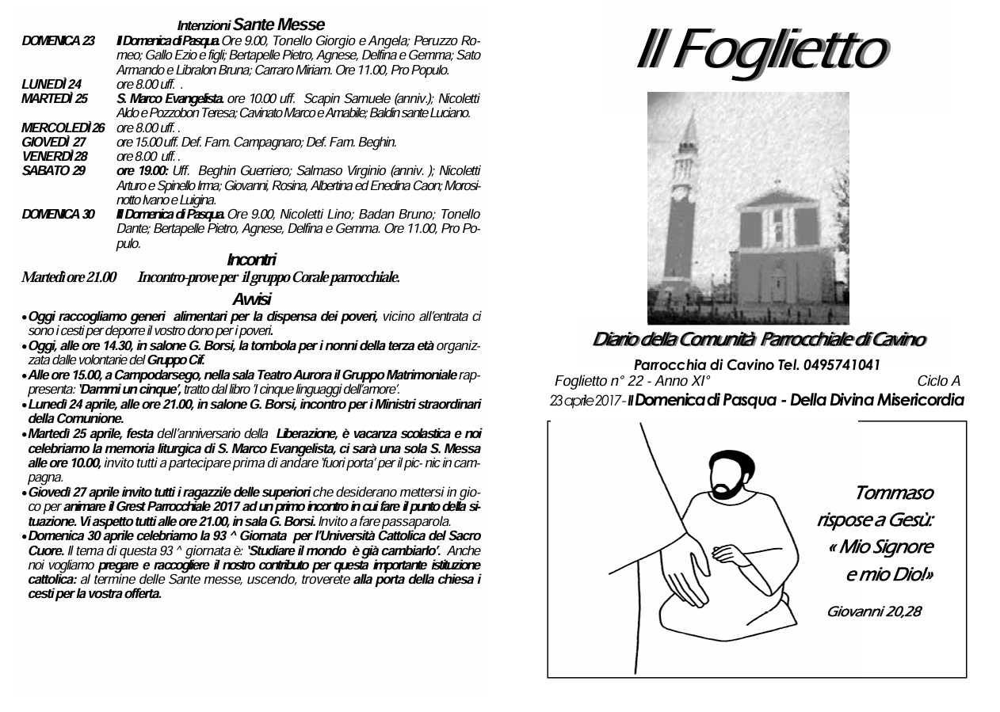 Intenzioni Sante Messe
DOMENICA 23 II Domenica di Pasqua. Ore 9.00, Tonello Giorgio e Angela; Peruzzo Ro-
meo; Gallo Ezio e figli; Bertapelle Pietro, Agnese, Delfina e Gemma; Sato
Armando e Libralon Bruna; Carraro Miriam. Ore 11.00, Pro Populo.
LUNEDÌ 24 ore 8.00 uff. .
MARTEDÌ 25 S. Marco Evangelista. ore 10.00 uff. Scapin Samuele (anniv.); Nicoletti
Aldo e Pozzobon Teresa; Cavinato Marco e Amabile; Baldin sante Luciano.
MERCOLEDÌ 26 ore 8.00 uff. .
GIOVEDÌ 27 ore 15.00 uff. Def. Fam. Campagnaro; Def. Fam. Beghin.
VENERDÌ 28 ore 8.00 uff. .
SABATO 29 ore 19.00: Uff. Beghin Guerriero; Salmaso Virginio (anniv. ); Nicoletti
Arturo e Spinello Irma; Giovanni, Rosina, Albertina ed Enedina Caon; Morosi-
notto Ivano e Luigina.
DOMENICA 30 III Domenica di Pasqua. Ore 9.00, Nicoletti Lino; Badan Bruno; Tonello
Dante; Bertapelle Pietro, Agnese, Delfina e Gemma. Ore 11.00, Pro Po-
pulo.
Incontri
Martedì ore 21.00 Incontro-prove per il gruppo Corale parrocchiale.
Avvisi
• Oggi raccogliamo generi alimentari per la dispensa dei poveri, vicino all'entrata ci
sono i cesti per deporre il vostro dono per i poveri.
• Oggi, alle ore 14.30, in salone G. Borsi, la tombola per i nonni della terza età organiz-
zata dalle volontarie del Gruppo Cif.
• Alle ore 15.00, a Campodarsego, nella sala Teatro Aurora il Gruppo Matrimoniale rap-
presenta: 'Dammi un cinque', tratto dal libro 'I cinque linguaggi dell'amore'.
• Lunedì 24 aprile, alle ore 21.00, in salone G. Borsi, incontro per i Ministri straordinari
della Comunione.
• Martedì 25 aprile, festa dell'anniversario della Liberazione, è vacanza scolastica e noi
celebriamo la memoria liturgica di S. Marco Evangelista, ci sarà una sola S. Messa
alle ore 10.00, invito tutti a partecipare prima di andare 'fuori porta' per il pic- nic in cam-
pagna.
• Giovedì 27 aprile invito tutti i ragazzi/e delle superiori che desiderano mettersi in gio-
co per animare il Grest Parrocchiale 2017 ad un primo incontro in cui fare il punto della si-
tuazione. Vi aspetto tutti alle ore 21.00, in sala G. Borsi. Invito a fare passaparola.
• Domenica 30 aprile celebriamo la 93 ^ Giornata per l'Università Cattolica del Sacro
Cuore. Il tema di questa 93 ^ giornata è: 'Studiare il mondo è già cambiarlo'. Anche
noi vogliamo pregare e raccogliere il nostro contributo per questa importante istituzione
cattolica: al termine delle Sante messe, uscendo, troverete alla porta della chiesa i
cesti per la vostra offerta.
Il Foglietto
Diario della Comunità Parrocchiale di Cavino
Parrocchia di Cavino Tel. 0495741041
Foglietto n° 22 - Anno XI° Ciclo A
23 aprile 2017 - II Domenica di Pasqua - Della Divina Misericordia
Tommaso
rispose a Gesù:
« Mio Signore
e mio Dio!»
Giovanni 20,28